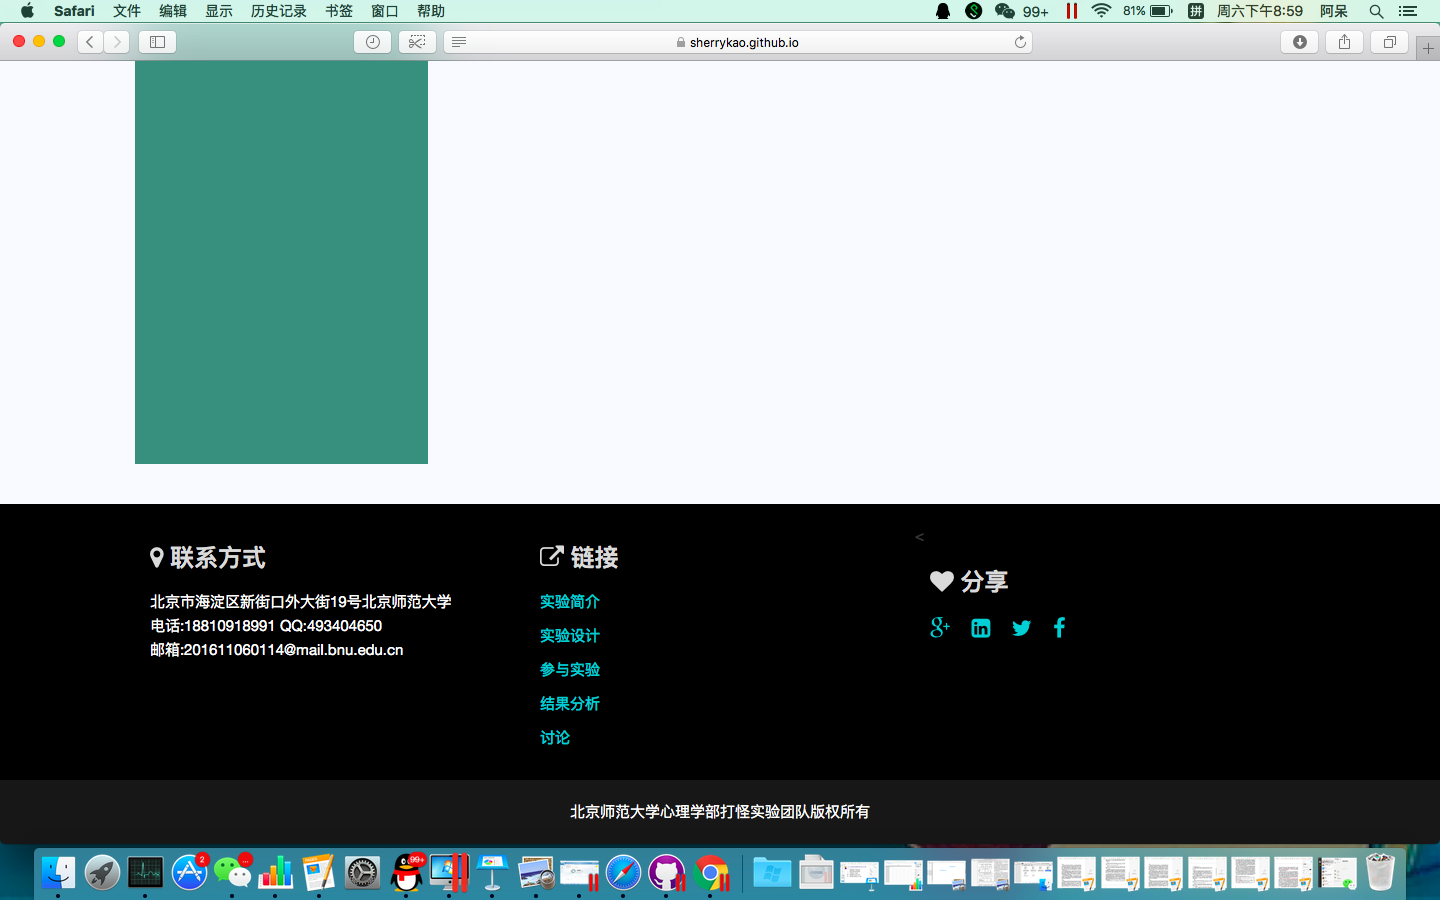 Safari 文件 编辑 显示 历史记录 书签 窗口 帮助 99+ 81% 拼 周六下午8:59 阿呆
sherrykao.github.io
<
联系方式
北京市海淀区新街口外大街19号北京师范大学
电话:18810918991 QQ:493404650
邮箱:201611060114@mail.bnu.edu.cn
链接
实验简介
实验设计
参与实验
结果分析
讨论
分享
北京师范大学心理学部打怪实验团队版权所有
2 ... 99+